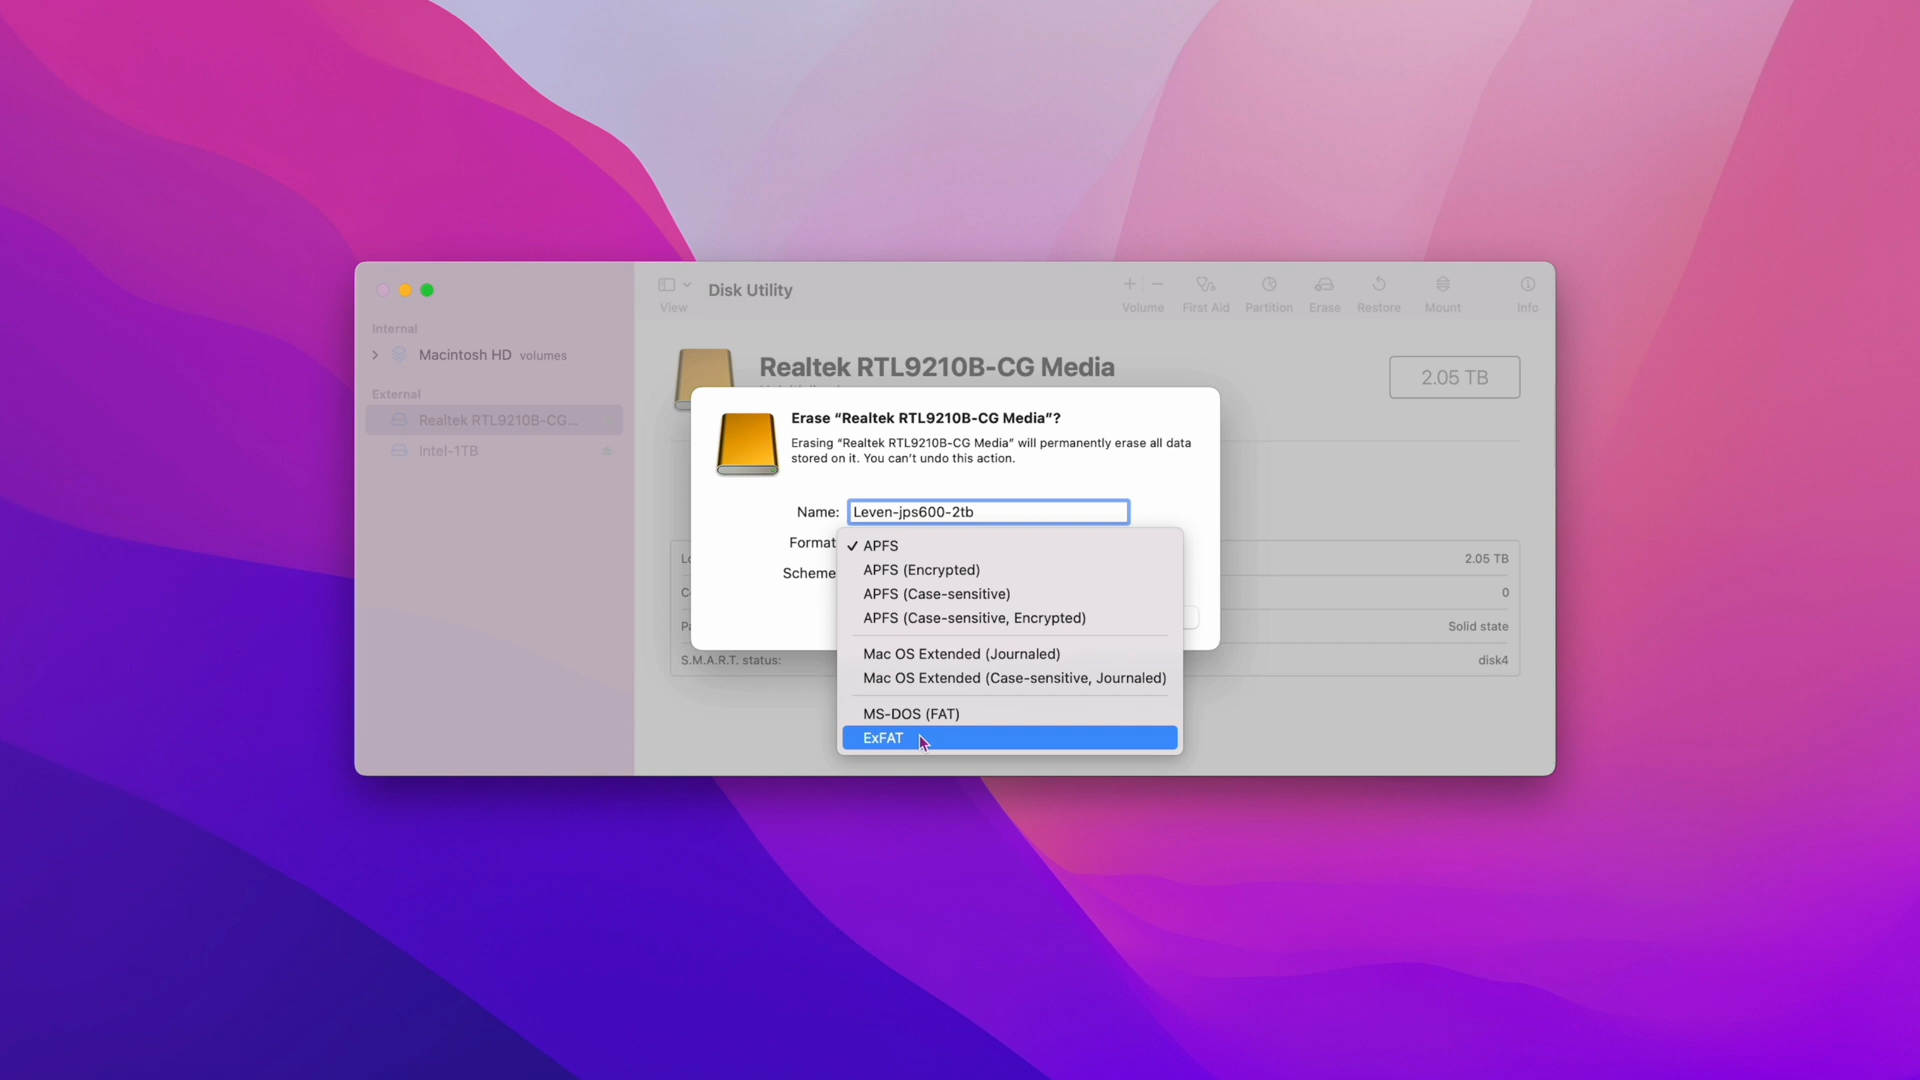 Disk Utility
View
Volume
First Aid
Partition
Erase
Restore
Mount
Info
Internal
Macintosh HD volumes
External
Realtek RTL9210B-CG...
Intel-1TB
Realtek RTL9210B-CG Media
2.05 TB
Erase “Realtek RTL9210B-CG Media”?
Erasing “Realtek RTL9210B-CG Media” will permanently erase all data
stored on it. You can’t undo this action.
Name: Leven-jps600-2tb
Format
Scheme
✓ APFS
APFS (Encrypted)
APFS (Case-sensitive)
APFS (Case-sensitive, Encrypted)
Mac OS Extended (Journaled)
Mac OS Extended (Case-sensitive, Journaled)
MS-DOS (FAT)
ExFAT
2.05 TB
0
Solid state
S.M.A.R.T. status:
disk4